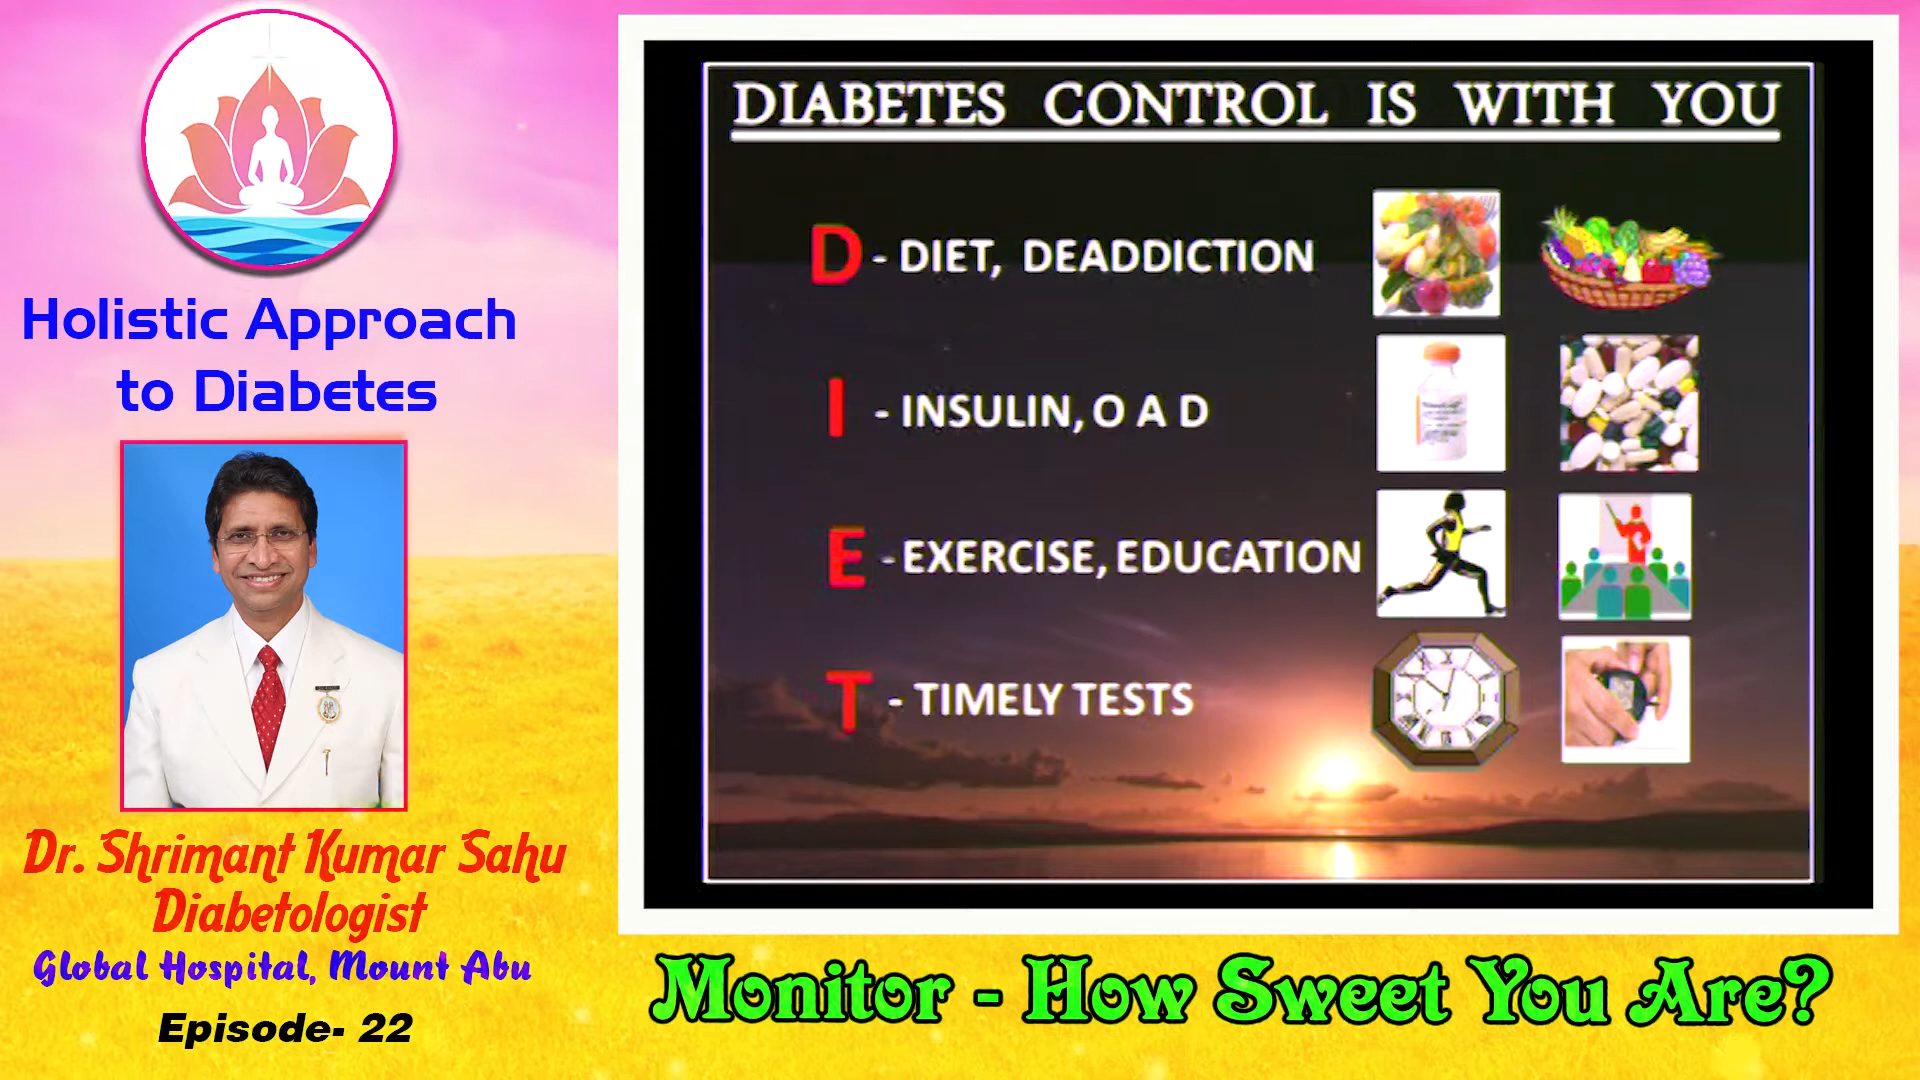 Holistic Approach
to Diabetes
Dr. Shrimant Kumar Sahu
Diabetologist
Global Hospital, Mount Abu
Episode- 22
DIABETES CONTROL IS WITH YOU
D - DIET, DEADDICTION
I - INSULIN, O A D
E - EXERCISE, EDUCATION
T - TIMELY TESTS
Monitor - How Sweet You Are?